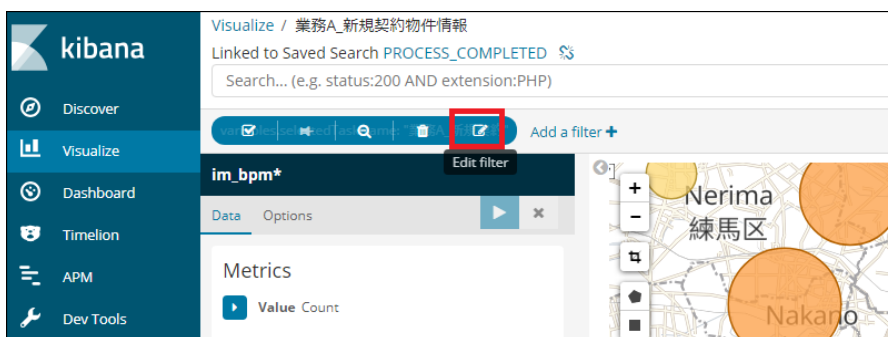 kibana
Discover
Visualize
Dashboard
Timelion
APM
Dev Tools
Visualize / 業務A_新規契約物件情報
Linked to Saved Search PROCESS_COMPLETED
Search... (e.g. status:200 AND extension:PHP)
Add a filter +
Edit filter
im_bpm*
Data Options
Metrics
Value Count
+
−
Nerima
練馬区
Nakano